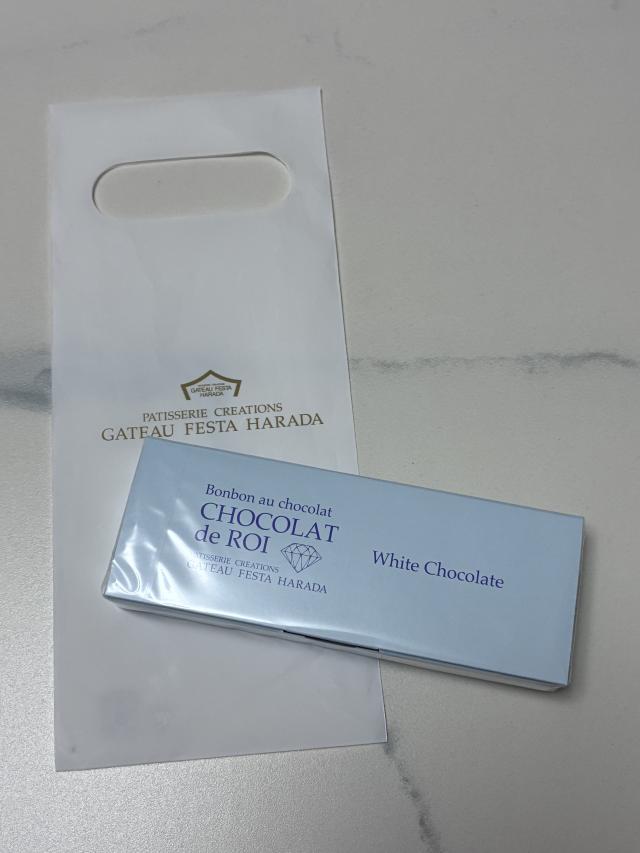 GATEAU FESTA
HARADA
PATISSERIE CREATIONS
GATEAU FESTA HARADA
Bonbon au chocolat
CHOCOLAT
de ROI
PATISSERIE CREATIONS
GATEAU FESTA HARADA
White Chocolate